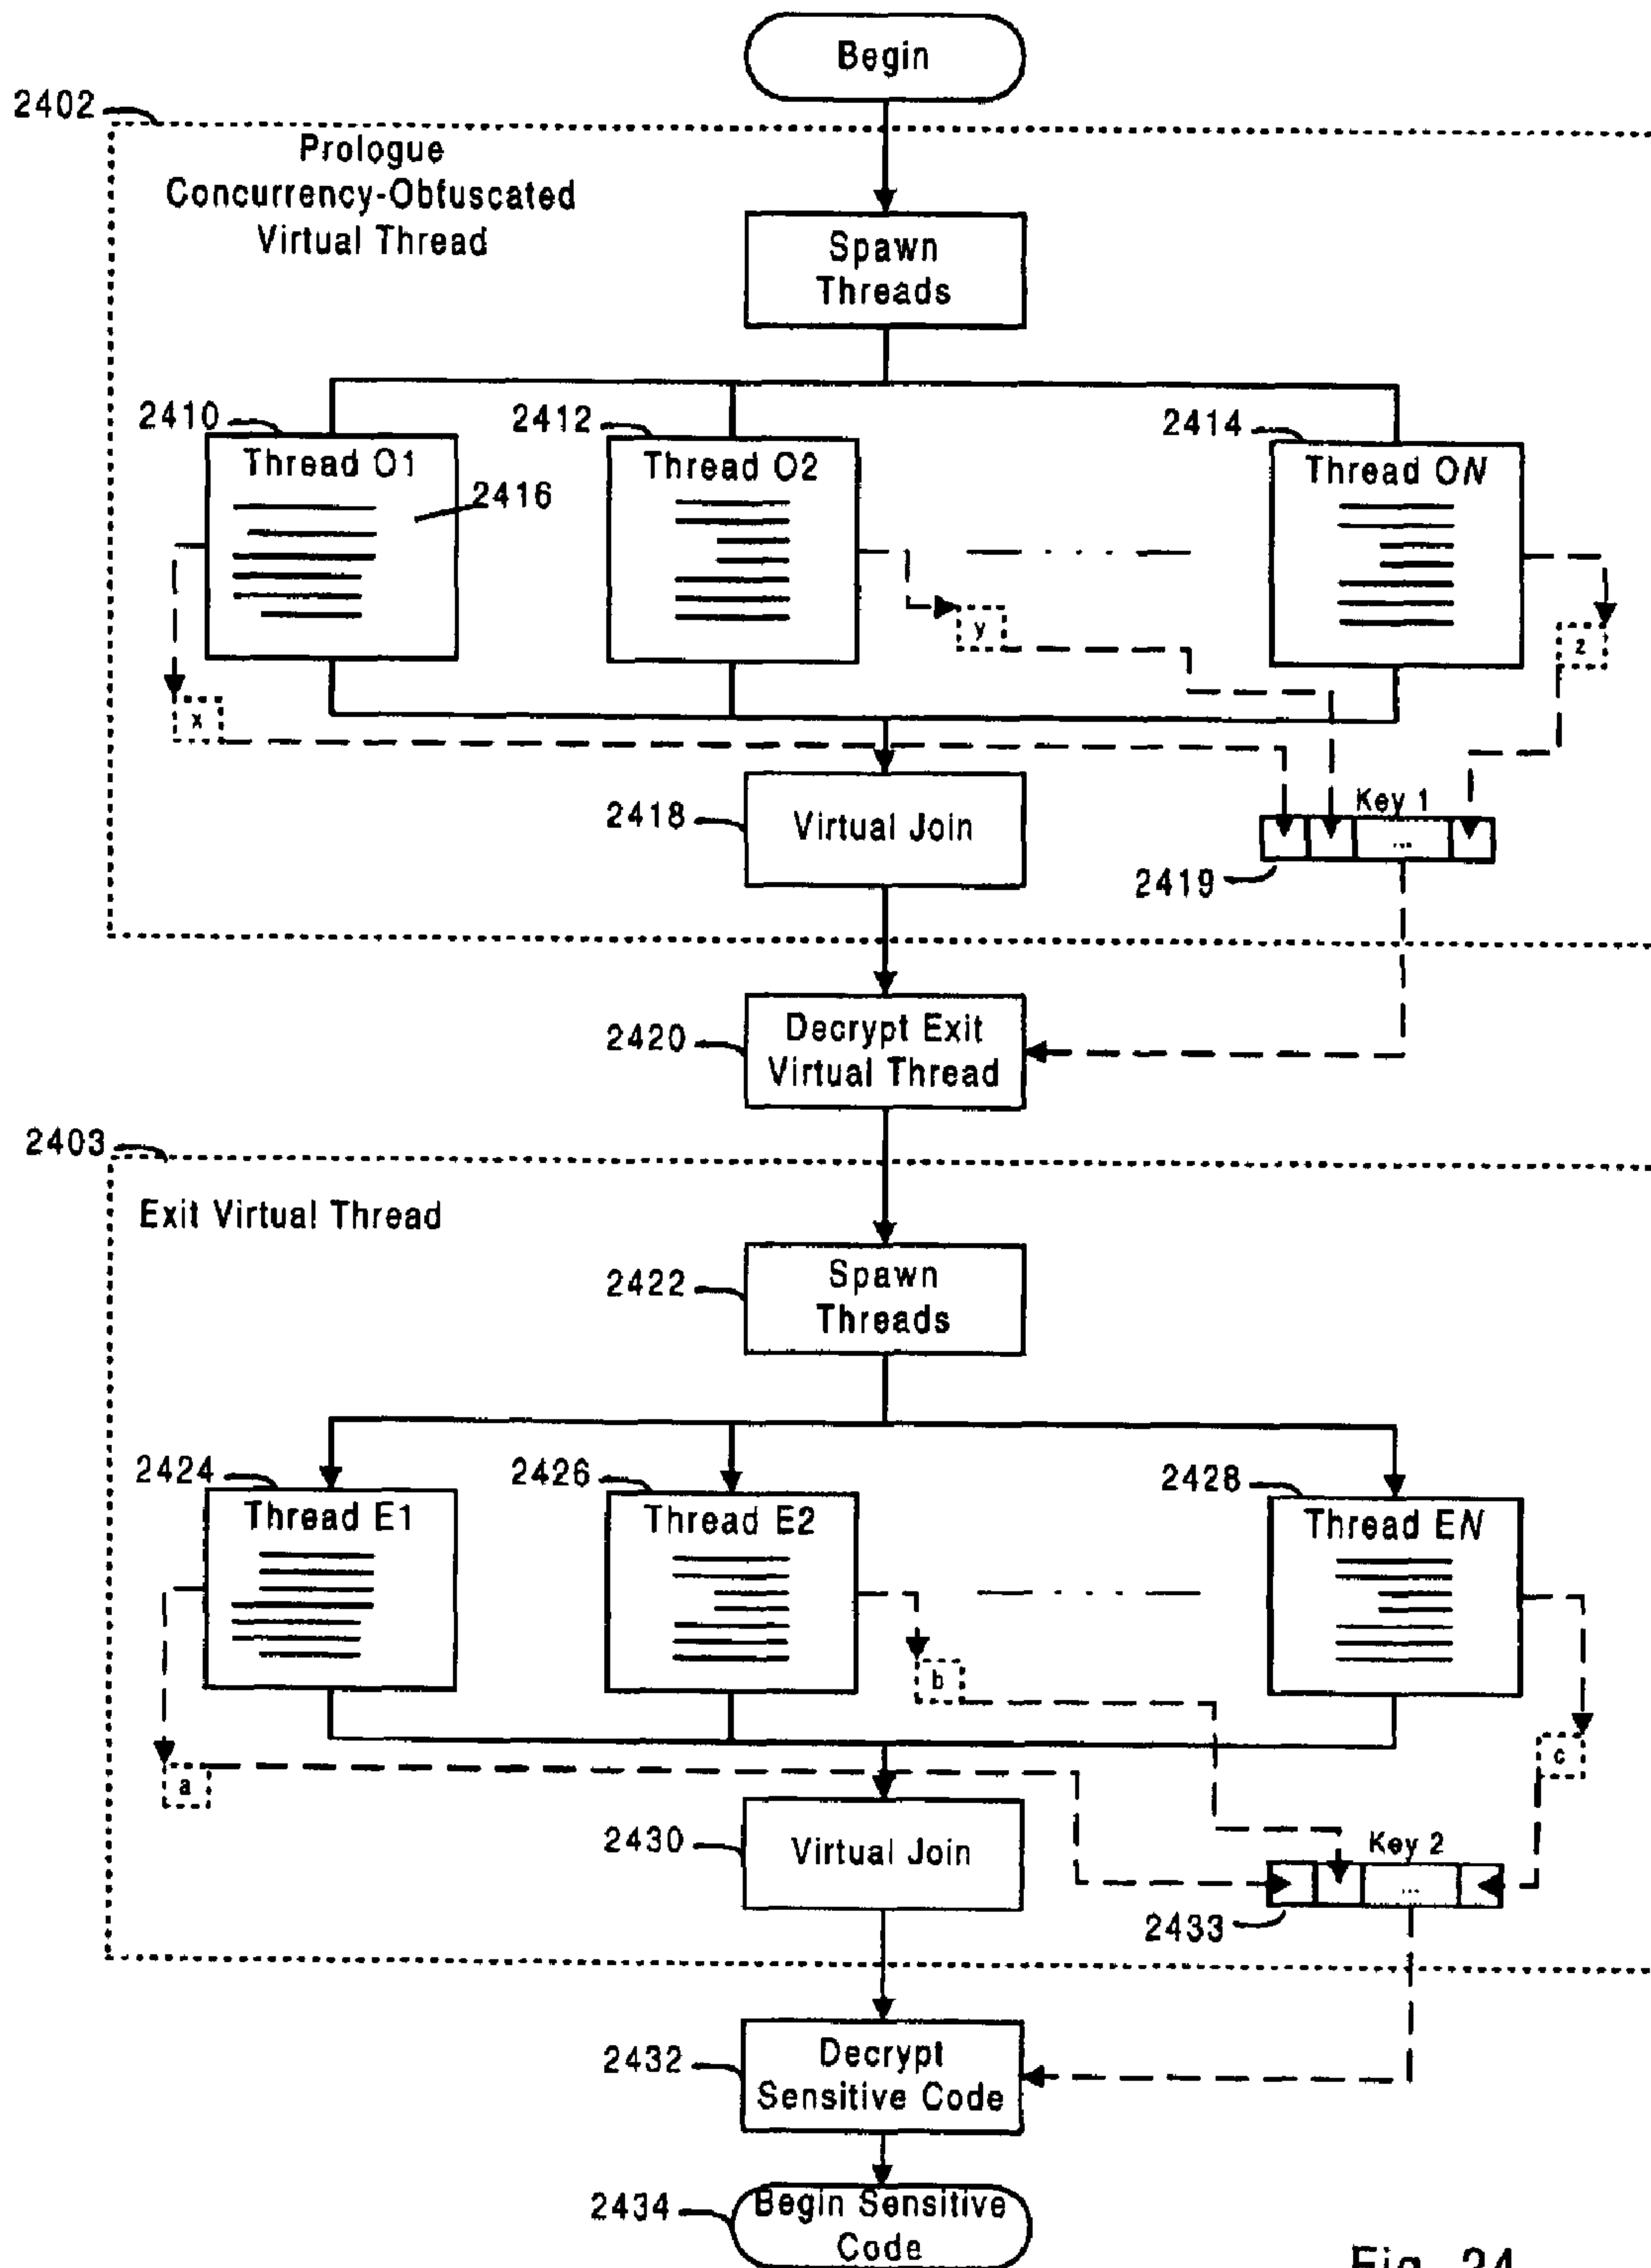 Begin
2402
Prologue
Concurrency-Obfuscated
Virtual Thread
Spawn
Threads
2410
2412
2414
Thread O1
Thread O2
Thread ON
2416
y
z
x
2418
Virtual Join
Key 1
...
2419
2420
Decrypt Exit
Virtual Thread
2403
Exit Virtual Thread
2422
Spawn
Threads
2424
2426
2428
Thread E1
Thread E2
Thread EN
b
c
a
2430
Virtual Join
Key 2
...
2433
2432
Decrypt
Sensitive Code
2434
Begin Sensitive
Code
Fig. 24